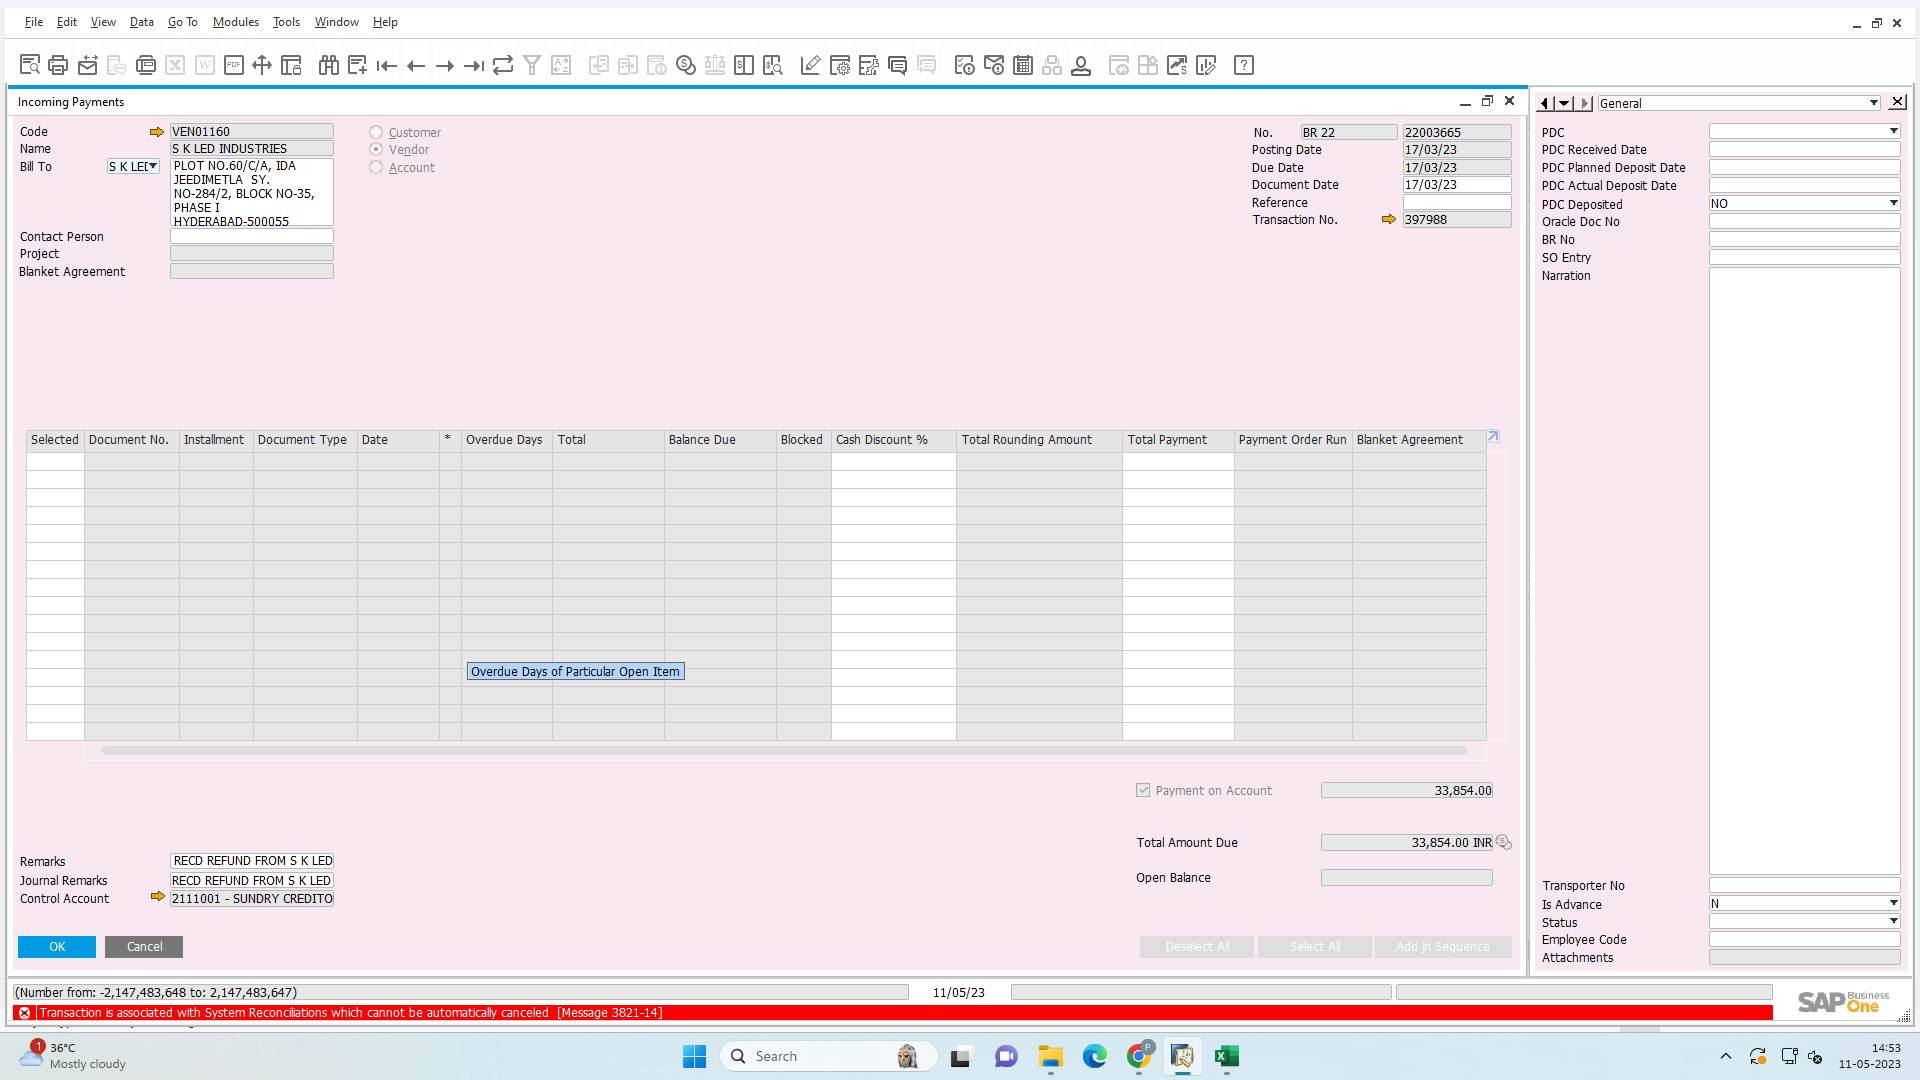 File Edit View Data Go To Modules Tools Window Help
Incoming Payments
General
Code VEN01160
Name S K LED INDUSTRIES
Bill To S K LED
PLOT NO.60/C/A, IDA
JEEDIMETLA SY.
NO-284/2, BLOCK NO-35,
PHASE I
HYDERABAD-500055
Contact Person
Project
Blanket Agreement
Customer
Vendor
Account
No. BR 22 22003665
Posting Date 17/03/23
Due Date 17/03/23
Document Date 17/03/23
Reference
Transaction No. 397988
PDC
PDC Received Date
PDC Planned Deposit Date
PDC Actual Deposit Date
PDC Deposited NO
Oracle Doc No
BR No
SO Entry
Narration
Selected Document No. Installment Document Type Date * Overdue Days Total Balance Due Blocked Cash Discount % Total Rounding Amount Total Payment Payment Order Run Blanket Agreement
Overdue Days of Particular Open Item
Payment on Account 33,854.00
Total Amount Due 33,854.00 INR
Open Balance
Remarks RECD REFUND FROM S K LED
Journal Remarks RECD REFUND FROM S K LED
Control Account 2111001 - SUNDRY CREDITO
OK Cancel
Deselect All Select All Add in Sequence
Transporter No
Is Advance N
Status
Employee Code
Attachments
(Number from: -2,147,483,648 to: 2,147,483,647) 11/05/23
Transaction is associated with System Reconciliations which cannot be automatically canceled [Message 3821-14]
SAP Business One
1
36°C
Mostly cloudy
Search
P
14:53
11-05-2023